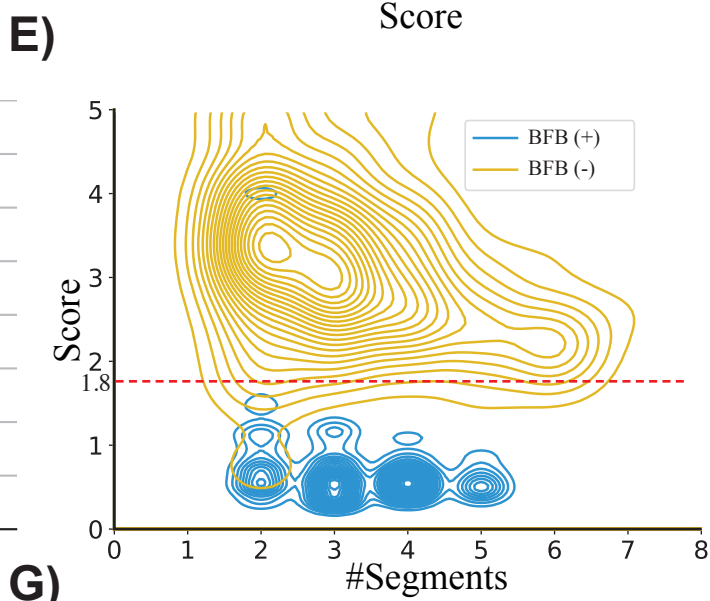 Score
E)
BFB (+)
BFB (-)
Score
5
4
3
2
1.8
1
0
0 1 2 3 4 5 6 7 8
#Segments
G)